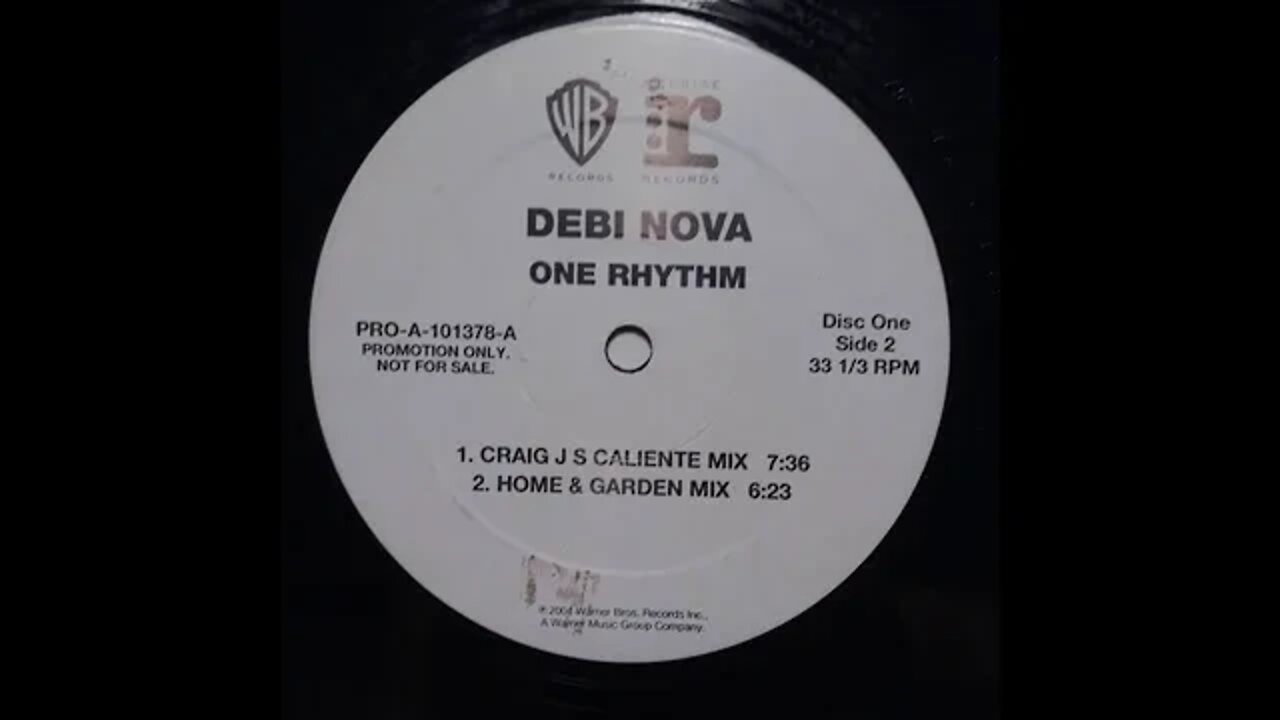 WB
RECORDS
r
RECORDS
DEBI NOVA
ONE RHYTHM
PRO-A-101378-A
PROMOTION ONLY.
NOT FOR SALE.
Disc One
Side 2
33 1/3 RPM
1. CRAIG J S CALIENTE MIX 7:36
2. HOME & GARDEN MIX 6:23
℗ 2004 Warner Bros. Records Inc.,
A Warner Music Group Company.